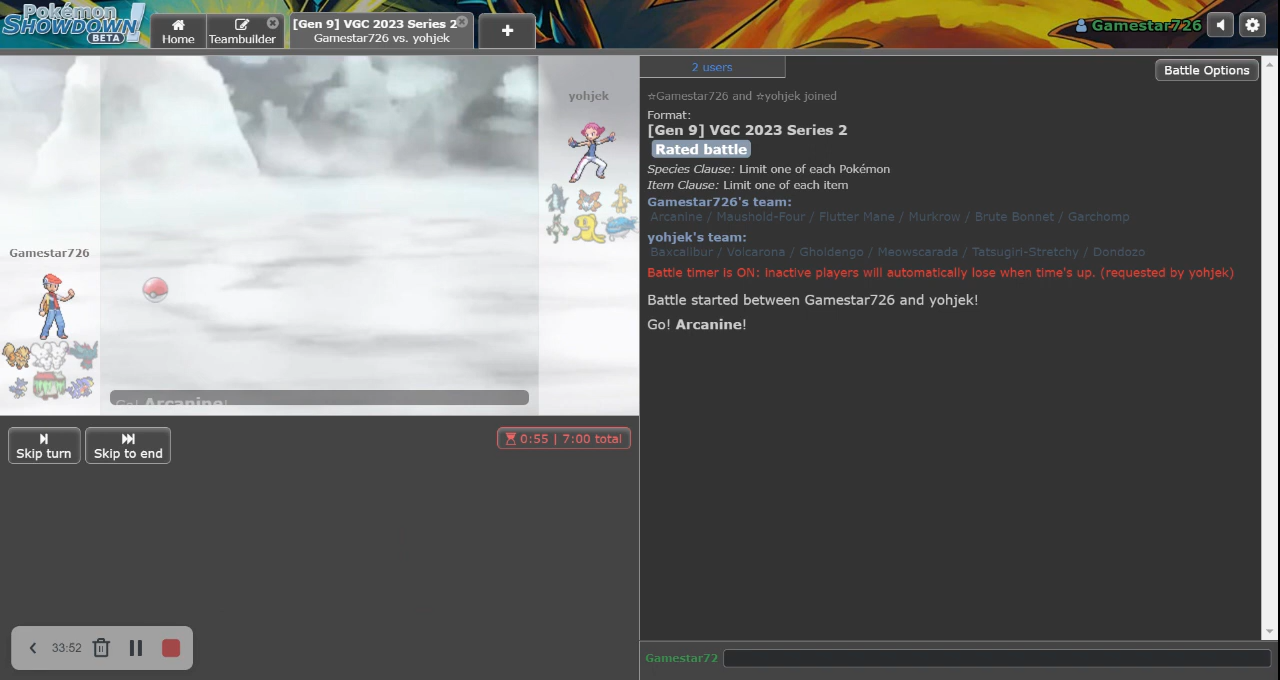 Pokémon
SHOWDOWN!
BETA
Home
Teambuilder
[Gen 9] VGC 2023 Series 2
Gamestar726 vs. yohjek
Gamestar726
2 users
Battle Options
yohjek
☆Gamestar726 and ☆yohjek joined
Format:
[Gen 9] VGC 2023 Series 2
Rated battle
Species Clause: Limit one of each Pokémon
Item Clause: Limit one of each item
Gamestar726's team:
Arcanine / Maushold-Four / Flutter Mane / Murkrow / Brute Bonnet / Garchomp
yohjek's team:
Baxcalibur / Volcarona / Gholdengo / Meowscarada / Tatsugiri-Stretchy / Dondozo
Battle timer is ON: inactive players will automatically lose when time's up. (requested by yohjek)
Battle started between Gamestar726 and yohjek!
Go! Arcanine!
Gamestar726
Go! Arcanine!
Skip turn
Skip to end
0:55 | 7:00 total
33:52
Gamestar72